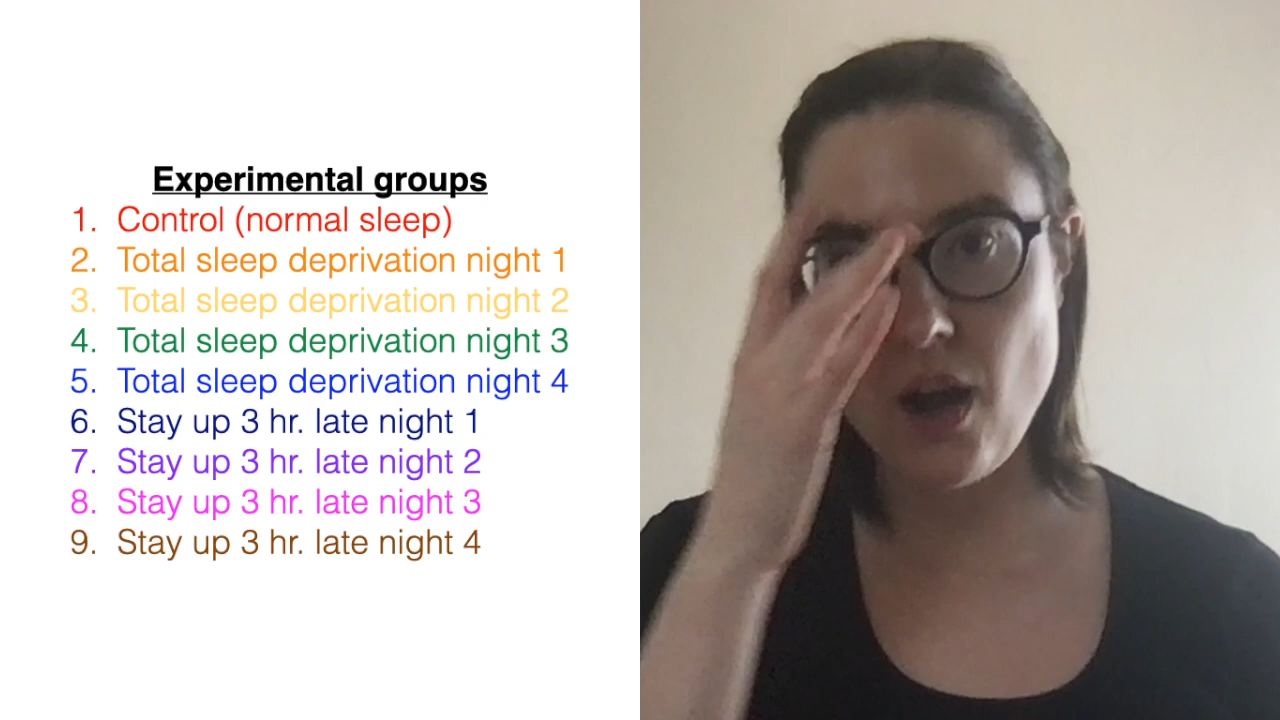 Experimental groups
1. Control (normal sleep)
2. Total sleep deprivation night 1
3. Total sleep deprivation night 2
4. Total sleep deprivation night 3
5. Total sleep deprivation night 4
6. Stay up 3 hr. late night 1
7. Stay up 3 hr. late night 2
8. Stay up 3 hr. late night 3
9. Stay up 3 hr. late night 4